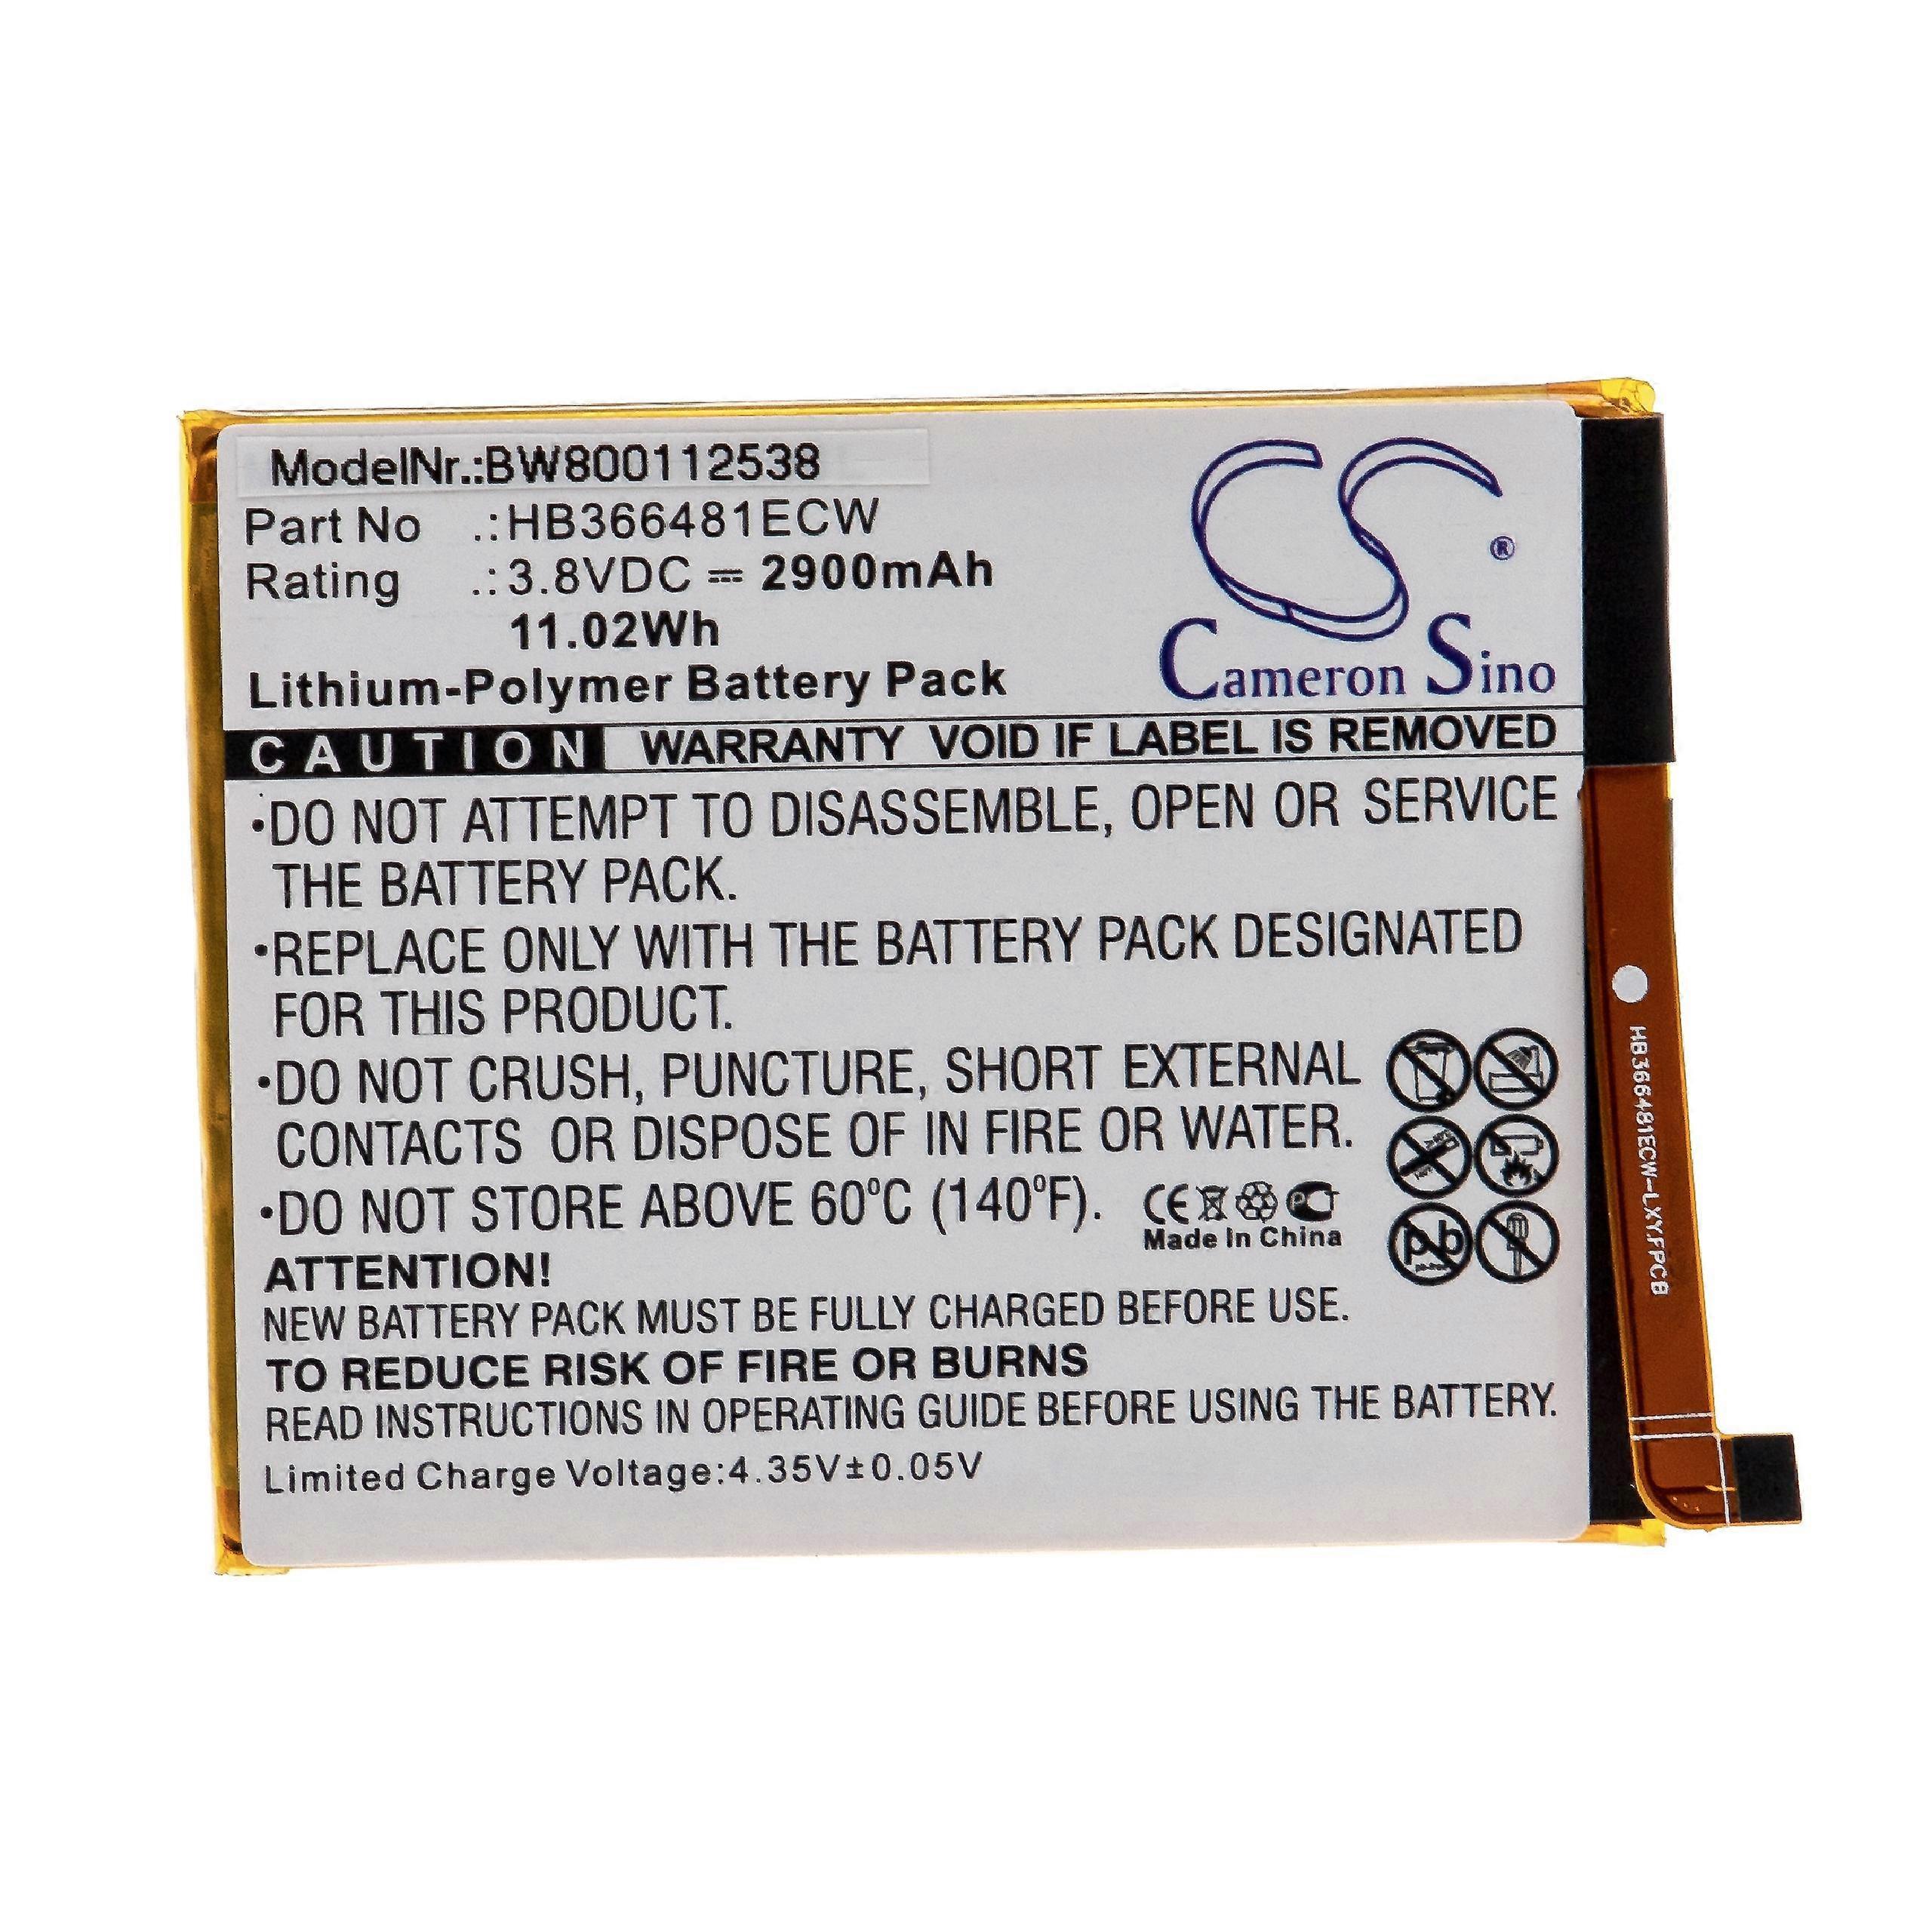 ModelNr.:BW800112538
Part No .:HB366481ECW
Rating .:3.8VDC ⎓ 2900mAh
11.02Wh
Lithium-Polymer Battery Pack
CS ®
Cameron Sino
CAUTION WARRANTY VOID IF LABEL IS REMOVED
•DO NOT ATTEMPT TO DISASSEMBLE, OPEN OR SERVICE
THE BATTERY PACK.
•REPLACE ONLY WITH THE BATTERY PACK DESIGNATED
FOR THIS PRODUCT.
•DO NOT CRUSH, PUNCTURE, SHORT EXTERNAL
CONTACTS OR DISPOSE OF IN FIRE OR WATER.
•DO NOT STORE ABOVE 60°C (140°F).
CE
Made In China
Pb
ATTENTION!
NEW BATTERY PACK MUST BE FULLY CHARGED BEFORE USE.
TO REDUCE RISK OF FIRE OR BURNS
READ INSTRUCTIONS IN OPERATING GUIDE BEFORE USING THE BATTERY.
Limited Charge Voltage:4.35V±0.05V
HB366481ECW-LXY.FPCB